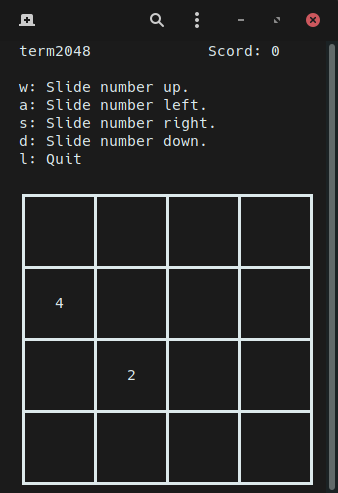 term2048 Scord: 0
w: Slide number up.
a: Slide number left.
s: Slide number right.
d: Slide number down.
l: Quit
4
2